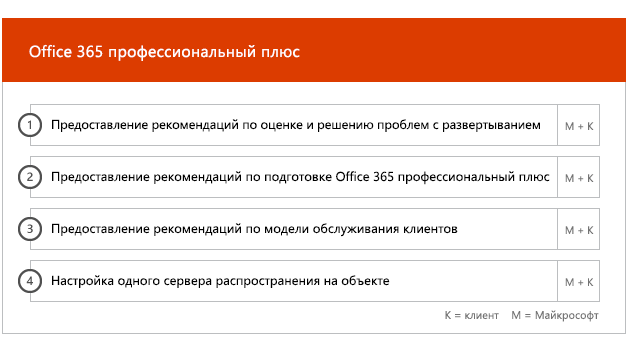 Office 365 профессиональный плюс
1 Предоставление рекомендаций по оценке и решению проблем с развертыванием М + К
2 Предоставление рекомендаций по подготовке Office 365 профессиональный плюс М + К
3 Предоставление рекомендаций по модели обслуживания клиентов М + К
4 Настройка одного сервера распространения на объекте М + К
К = клиент М = Майкрософт